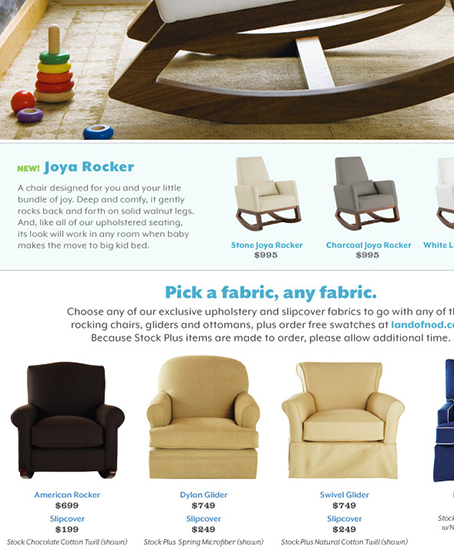 NEW! Joya Rocker
A chair designed for you and your little
bundle of joy. Deep and comfy, it gently
rocks back and forth on solid walnut legs.
And, like all of our upholstered seating,
its look will work in any room when baby
makes the move to big kid bed.
Stone Joya Rocker
$995
Charcoal Joya Rocker
$995
White L
Pick a fabric, any fabric.
Choose any of our exclusive upholstery and slipcover fabrics to go with any of th
rocking chairs, gliders and ottomans, plus order free swatches at landofnod.co
Because Stock Plus items are made to order, please allow additional time.
American Rocker
$699
Slipcover
$199
Stock Chocolate Cotton Twill (shown)
Dylan Glider
$749
Slipcover
$249
Stock Plus Spring Microfiber (shown)
Swivel Glider
$749
Slipcover
$249
Stock Plus Natural Cotton Twill (shown)
Stock
w/N